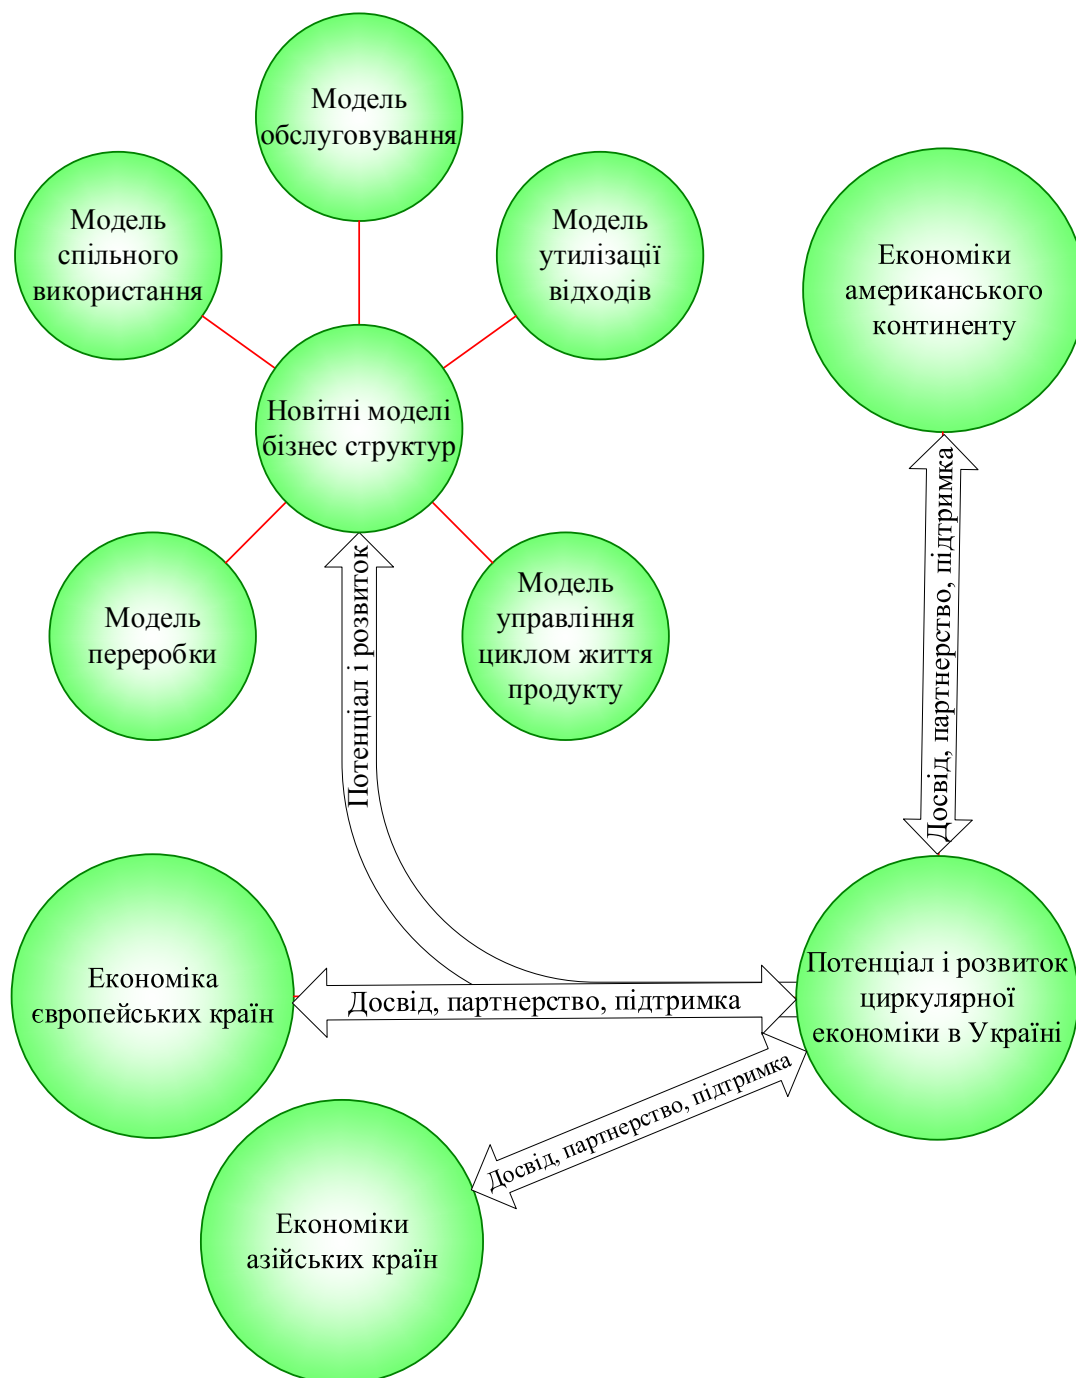 Модель
обслуговування
Модель
спільного
використання
Модель
утилізації
відходів
Економіки
американського
континенту
Новітні моделі
бізнес структур
Модель
переробки
Модель
управління
циклом життя
продукту
Потенціал і розвиток
Досвід, партнерство, підтримка
Економіка
європейських країн
Досвід, партнерство, підтримка
Потенціал і розвиток
циркулярної
економіки в Україні
Досвід, партнерство, підтримка
Економіки
азійських країн